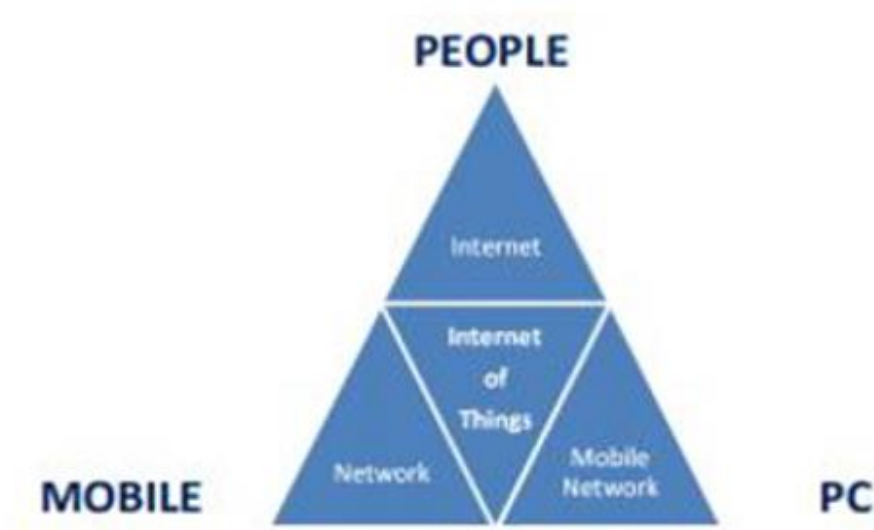 PEOPLE
Internet
Internet
of
Things
Network
Mobile
Network
MOBILE
PC